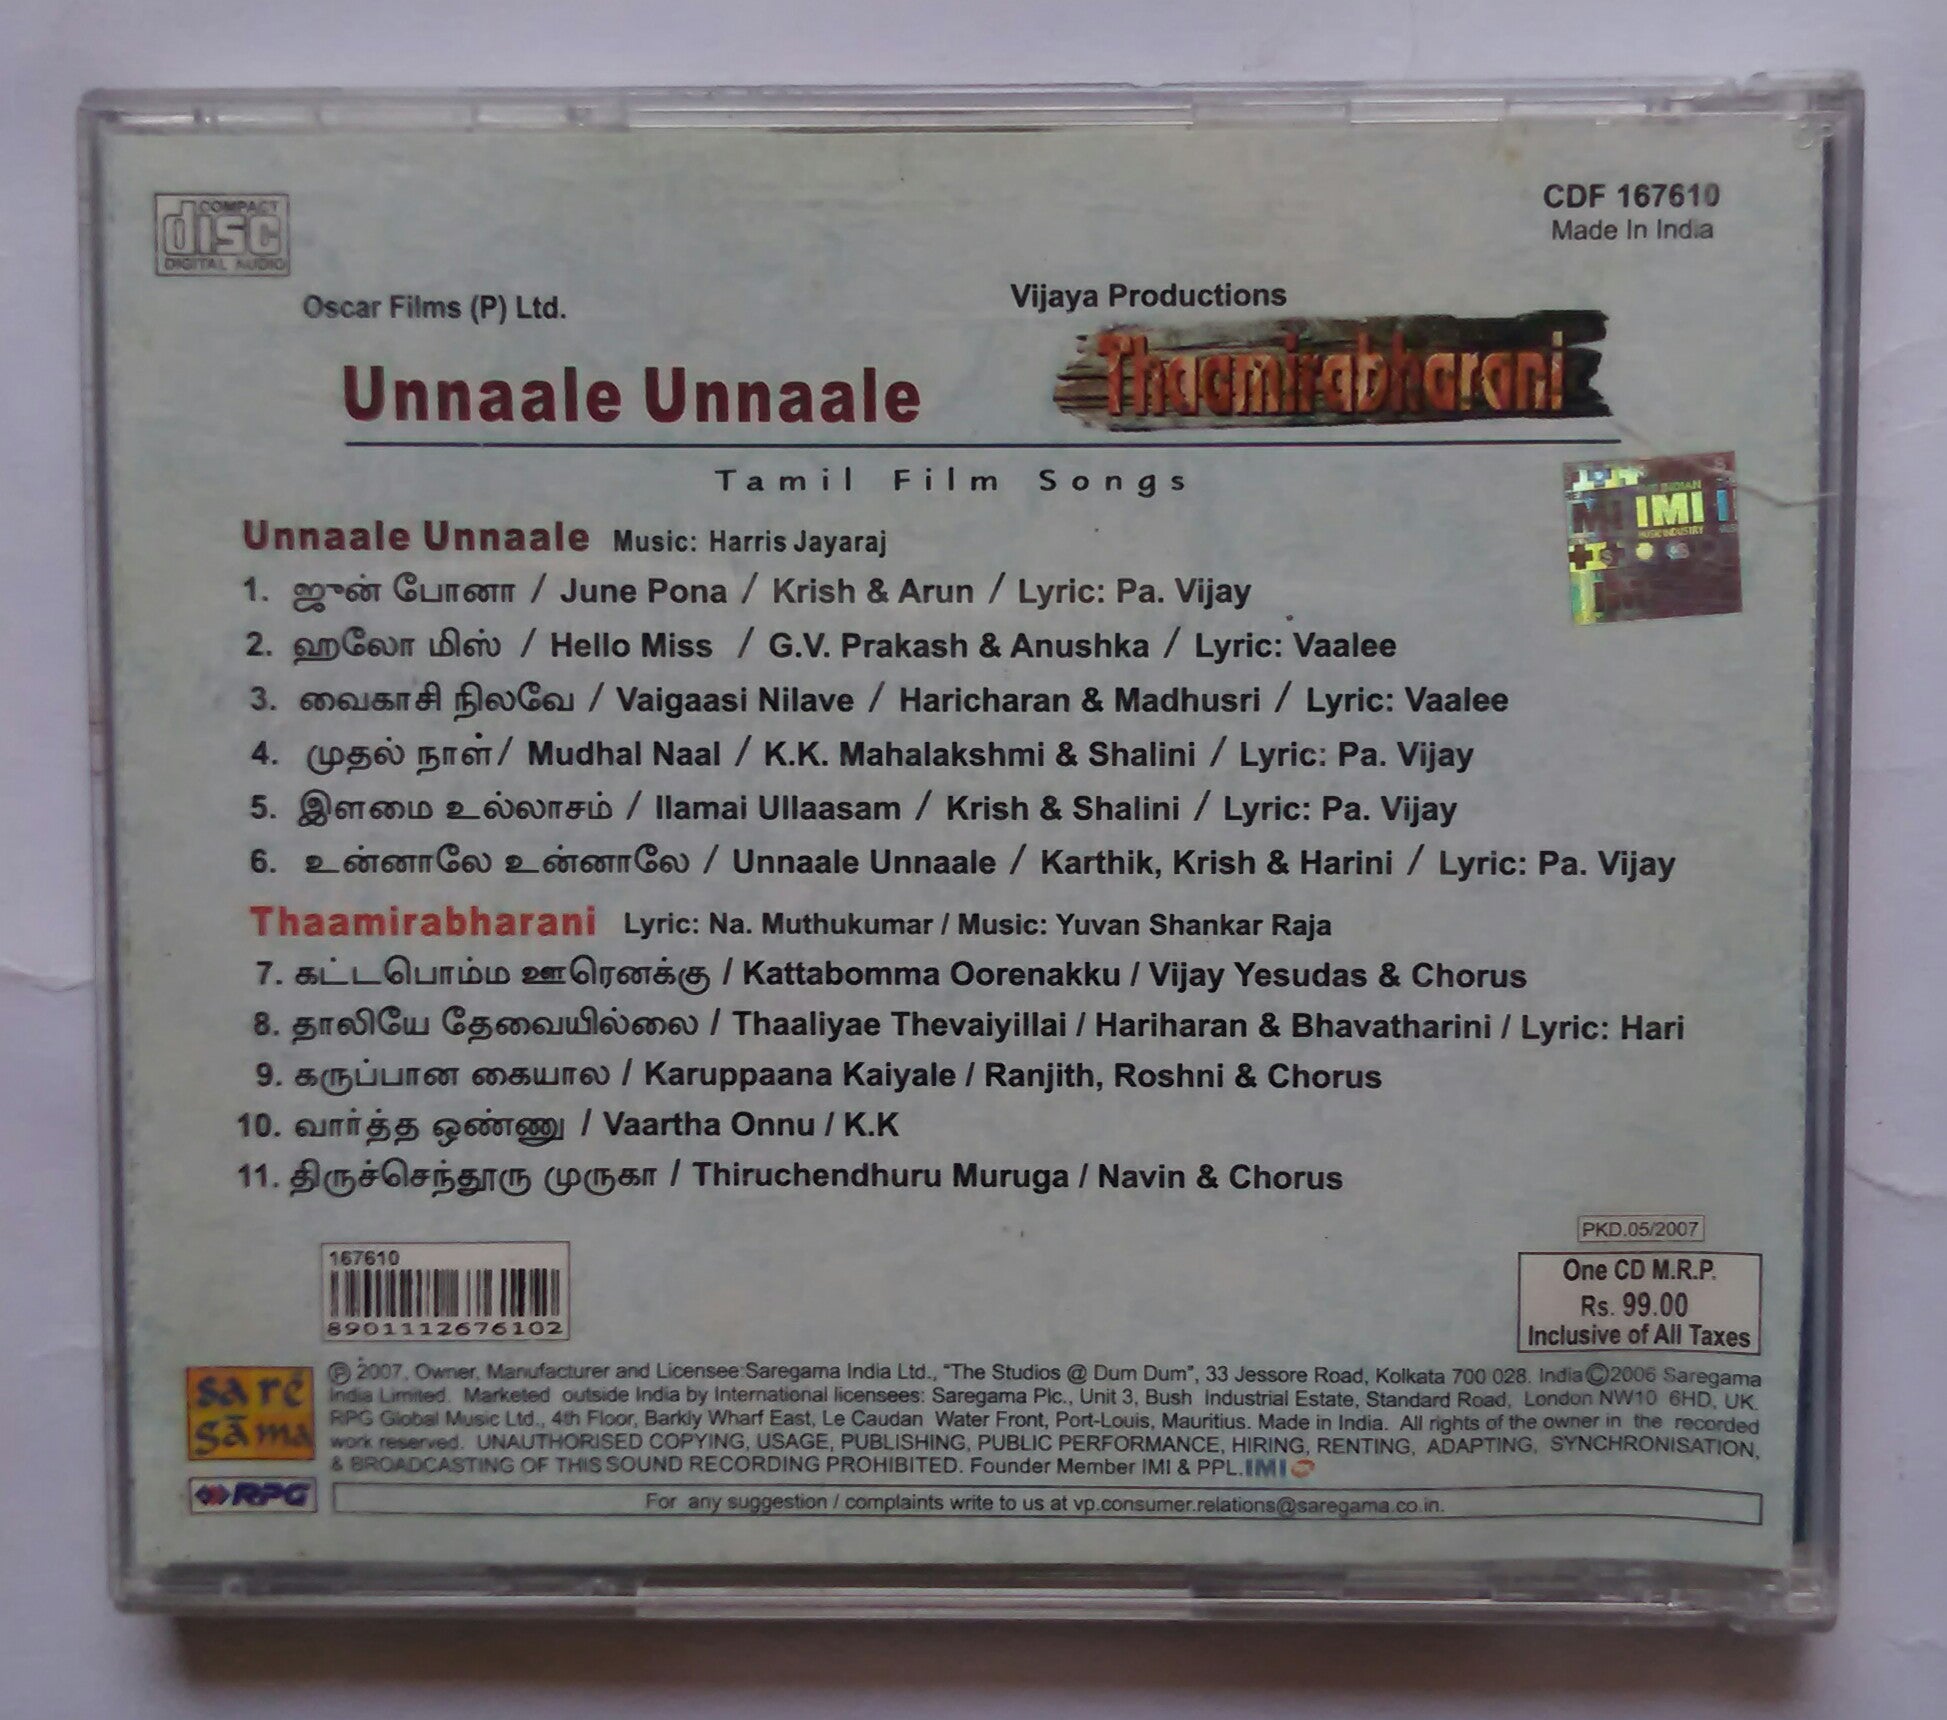 COMPACT
disc
DIGITAL AUDIO
CDF 167610
Made In India
Oscar Films (P) Ltd.
Vijaya Productions
Unnaale Unnaale
Thaamirabharani
Tamil Film Songs
IMI
Unnaale Unnaale Music: Harris Jayaraj
1. ஜுன் போனா / June Pona / Krish & Arun / Lyric: Pa. Vijay
2. ஹலோ மிஸ் / Hello Miss / G.V. Prakash & Anushka / Lyric: Vaalee
3. வைகாசி நிலவே / Vaigaasi Nilave / Haricharan & Madhusri / Lyric: Vaalee
4. முதல் நாள்/ Mudhal Naal / K.K. Mahalakshmi & Shalini / Lyric: Pa. Vijay
5. இளமை உல்லாசம் / Ilamai Ullaasam / Krish & Shalini / Lyric: Pa. Vijay
6. உன்னாலே உன்னாலே / Unnaale Unnaale / Karthik, Krish & Harini / Lyric: Pa. Vijay
Thaamirabharani Lyric: Na. Muthukumar / Music: Yuvan Shankar Raja
7. கட்டபொம்ம ஊரெனக்கு / Kattabomma Oorenakku / Vijay Yesudas & Chorus
8. தாலியே தேவையில்லை / Thaaliyae Thevaiyillai / Hariharan & Bhavatharini / Lyric: Hari
9. கருப்பான கையால / Karuppaana Kaiyale / Ranjith, Roshni & Chorus
10. வார்த்த ஒண்ணு / Vaartha Onnu / K.K
11. திருச்செந்தூரு முருகா / Thiruchendhuru Muruga / Navin & Chorus
PKD.05/2007
One CD M.R.P.
Rs. 99.00
Inclusive of All Taxes
167610
8901112676102
sa re
gama
RPG
℗ 2007, Owner, Manufacturer and Licensee:Saregama India Ltd., "The Studios @ Dum Dum", 33 Jessore Road, Kolkata 700 028. India©2006 Saregama
India Limited. Marketed outside India by International licensees: Saregama Plc., Unit 3, Bush Industrial Estate, Standard Road, London NW10 6HD, UK.
RPG Global Music Ltd., 4th Floor, Barkly Wharf East, Le Caudan Water Front, Port-Louis, Mauritius. Made in India. All rights of the owner in the recorded
work reserved. UNAUTHORISED COPYING, USAGE, PUBLISHING, PUBLIC PERFORMANCE, HIRING, RENTING, ADAPTING, SYNCHRONISATION,
& BROADCASTING OF THIS SOUND RECORDING PROHIBITED. Founder Member IMI & PPL. IMI
For any suggestion / complaints write to us at vp.consumer.relations@saregama.co.in.